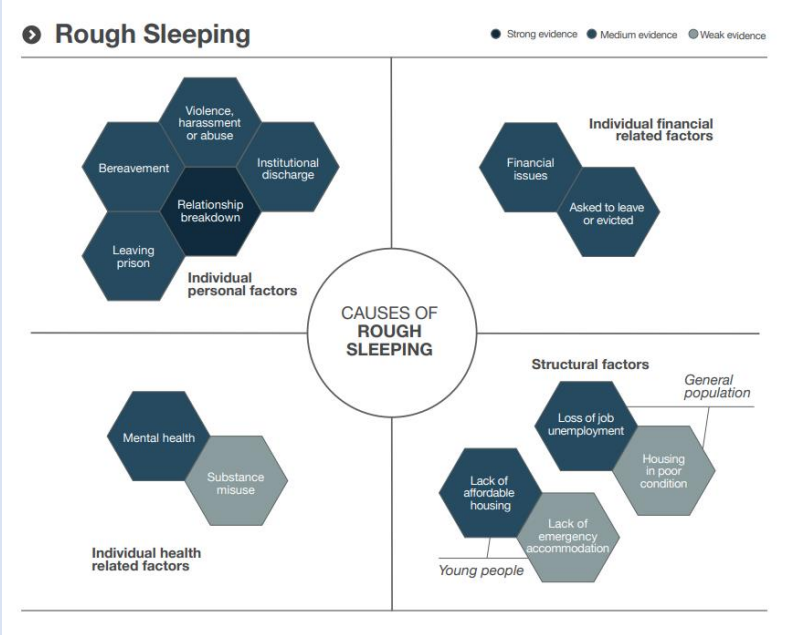 Rough Sleeping
Strong evidence
Medium evidence
Weak evidence
Violence,
harassment
or abuse
Bereavement
Institutional
discharge
Relationship
breakdown
Leaving
prison
Individual
personal factors
Individual financial
related factors
Financial
issues
Asked to leave
or evicted
CAUSES OF
ROUGH
SLEEPING
Mental health
Substance
misuse
Individual health
related factors
Structural factors
General
population
Loss of job
unemployment
Housing
in poor
condition
Lack of
affordable
housing
Lack of
emergency
accommodation
Young people